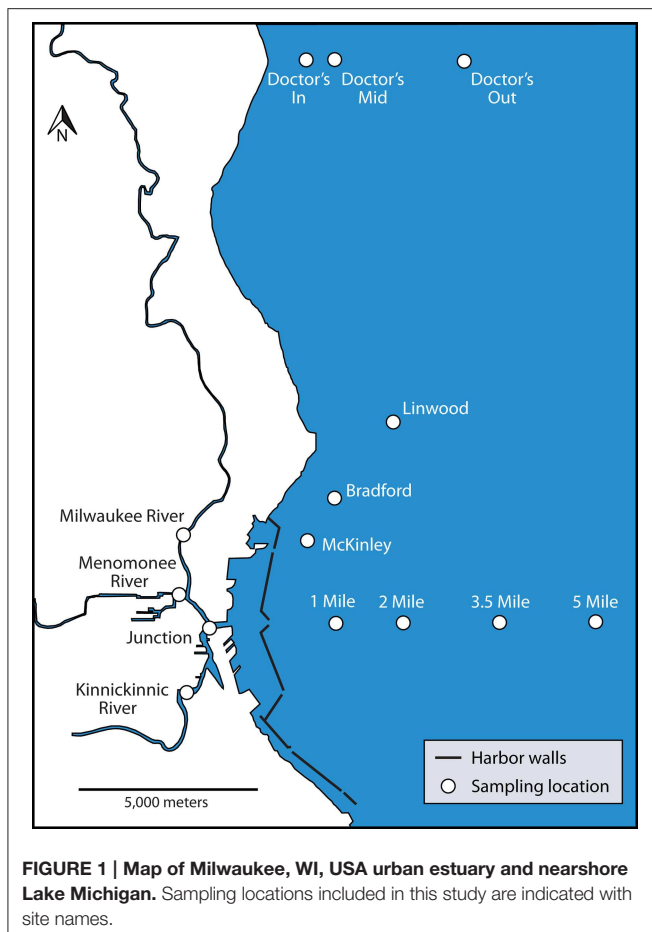 Doctor's
In
Doctor's
Mid
Doctor's
Out
N
Linwood
Bradford
Milwaukee River
McKinley
Menomonee
River
1 Mile
2 Mile
3.5 Mile
5 Mile
Junction
Kinnickinnic
River
Harbor walls
Sampling location
5,000 meters
FIGURE 1 | Map of Milwaukee, WI, USA urban estuary and nearshore
Lake Michigan. Sampling locations included in this study are indicated with
site names.